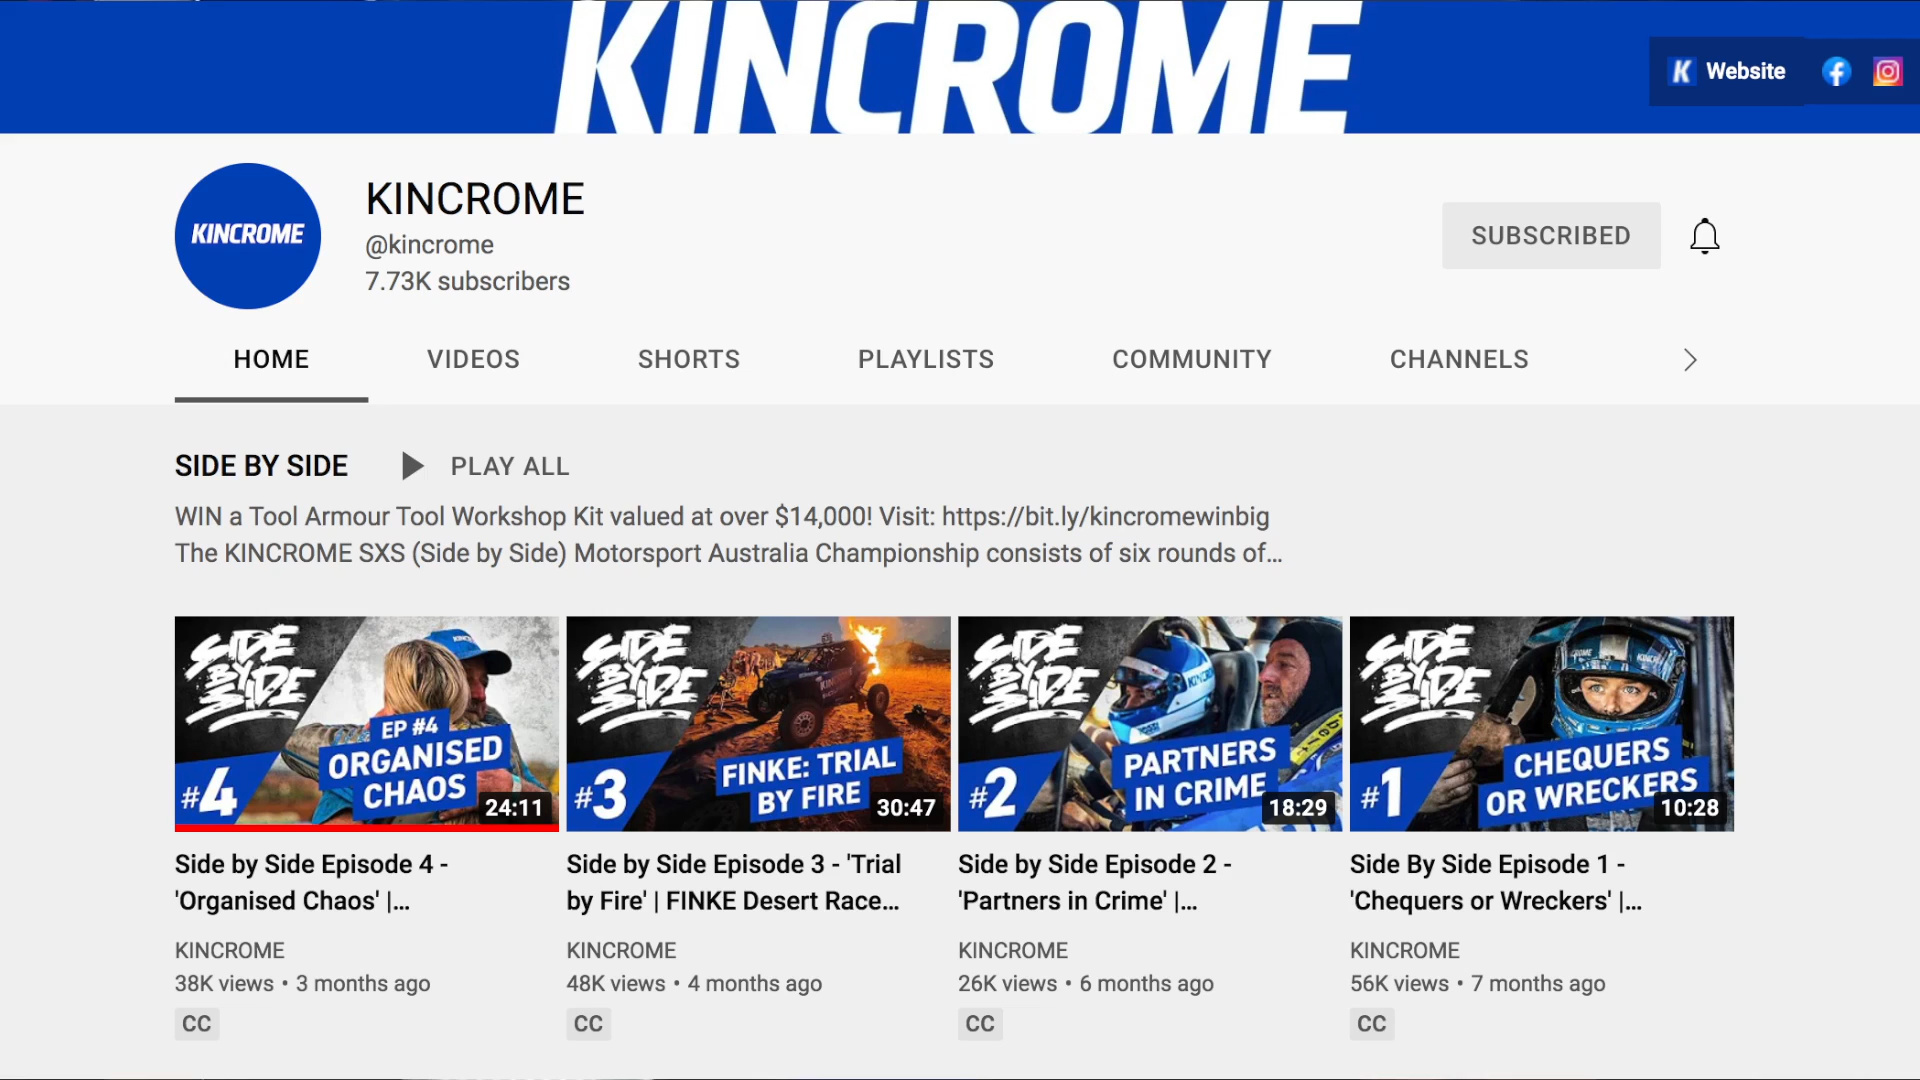 KINCROME
Website
KINCROME
KINCROME
@kincrome
7.73K subscribers
SUBSCRIBED
HOME
VIDEOS
SHORTS
PLAYLISTS
COMMUNITY
CHANNELS
SIDE BY SIDE
PLAY ALL
WIN a Tool Armour Tool Workshop Kit valued at over $14,000! Visit: https://bit.ly/kincromewinbig
The KINCROME SXS (Side by Side) Motorsport Australia Championship consists of six rounds of...
SIDE
BY
SIDE
EP #4
ORGANISED
CHAOS
#4
24:11
SIDE
BY
SIDE
FINKE: TRIAL
BY FIRE
#3
30:47
SIDE
BY
SIDE
PARTNERS
IN CRIME
#2
18:29
SIDE
BY
SIDE
KINCROME
CHEQUERS
OR WRECKERS
#1
10:28
Side by Side Episode 4 -
'Organised Chaos' |...
KINCROME
38K views • 3 months ago
CC
Side by Side Episode 3 - 'Trial
by Fire' | FINKE Desert Race...
KINCROME
48K views • 4 months ago
CC
Side by Side Episode 2 -
'Partners in Crime' |...
KINCROME
26K views • 6 months ago
CC
Side By Side Episode 1 -
'Chequers or Wreckers' |...
KINCROME
56K views • 7 months ago
CC